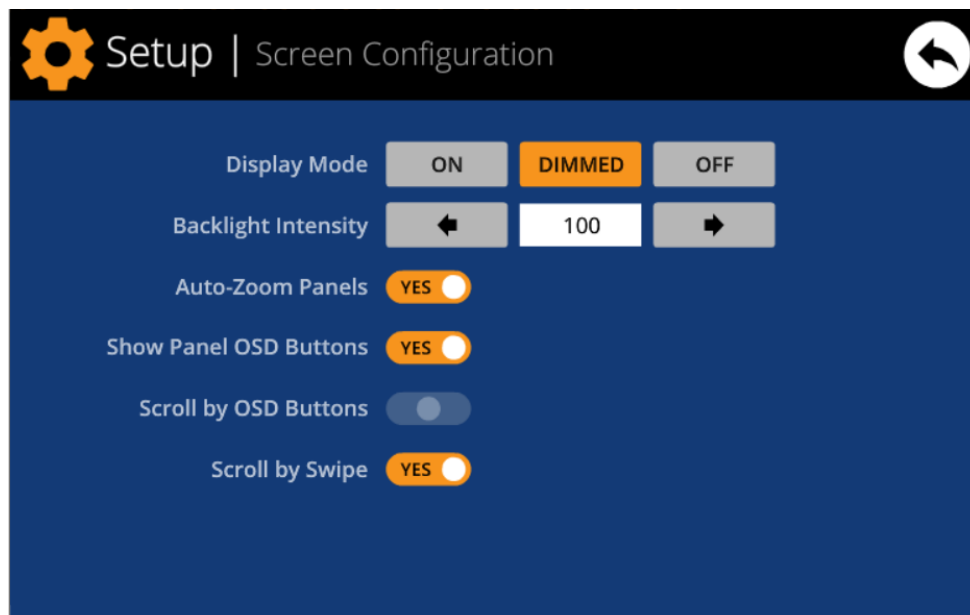 Setup | Screen Configuration
Display Mode ON DIMMED OFF
Backlight Intensity 100
Auto-Zoom Panels YES
Show Panel OSD Buttons YES
Scroll by OSD Buttons
Scroll by Swipe YES